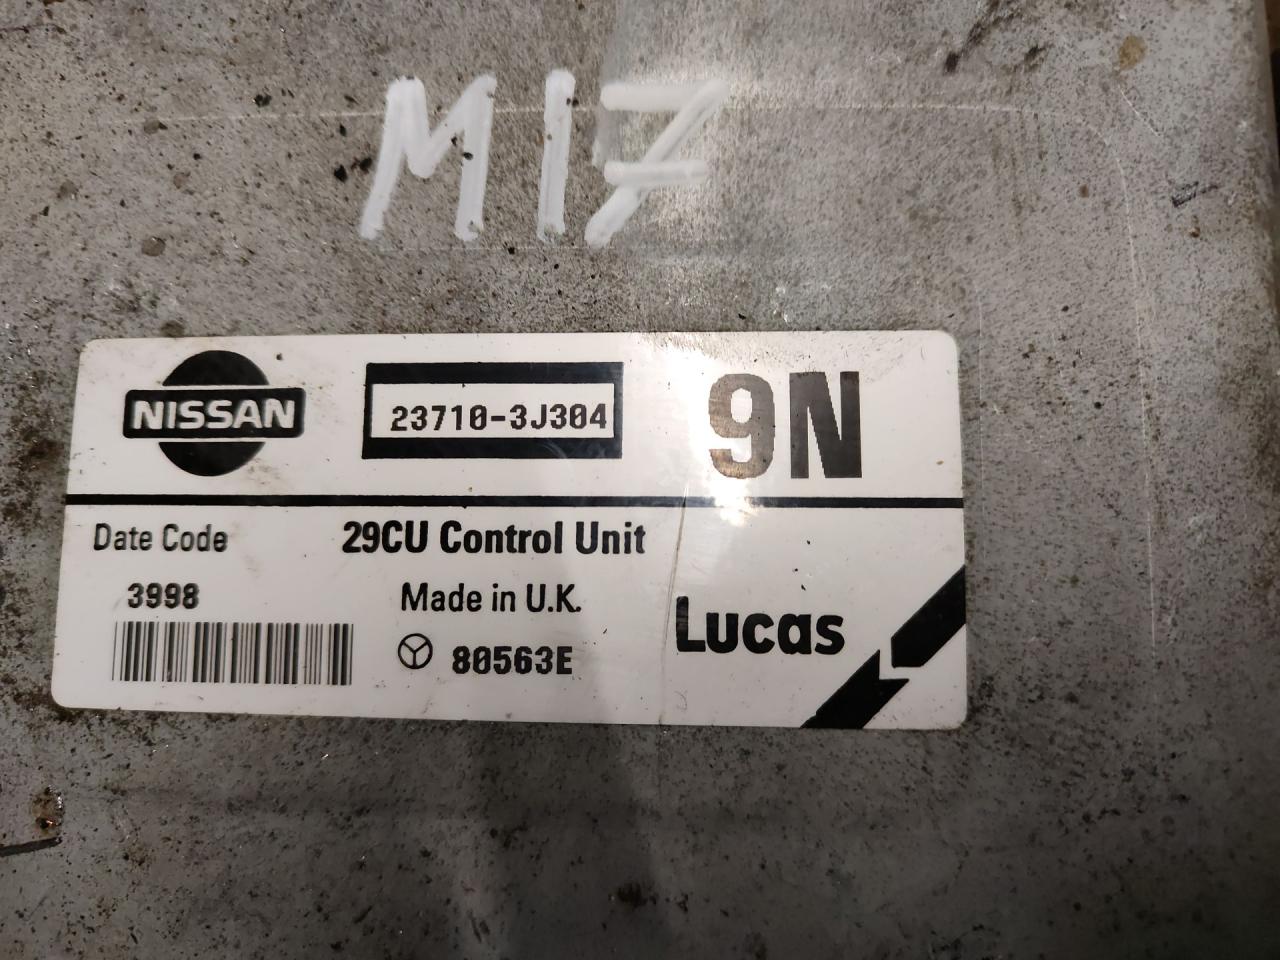 M17
NISSAN
23710-3J304
9N
Date Code
29CU Control Unit
3998
Made in U.K.
80563E
Lucas